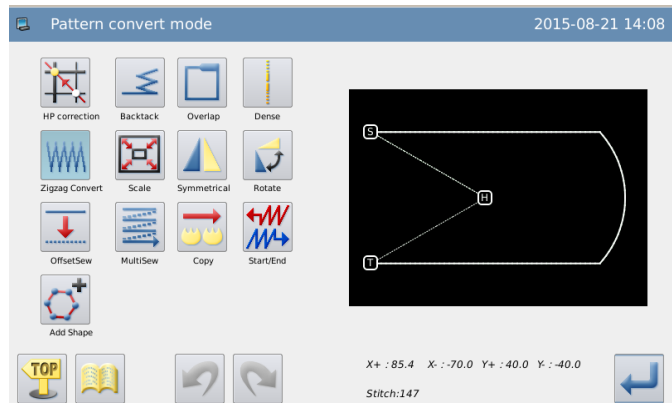 Pattern convert mode 2015-08-21 14:08
HP correction Backtack Overlap Dense
Zigzag Convert Scale Symmetrical Rotate
OffsetSew MultiSew Copy Start/End
Add Shape
S
H
T
TOP
X+ : 85.4 X- : -70.0 Y+ : 40.0 Y- : -40.0
Stitch:147